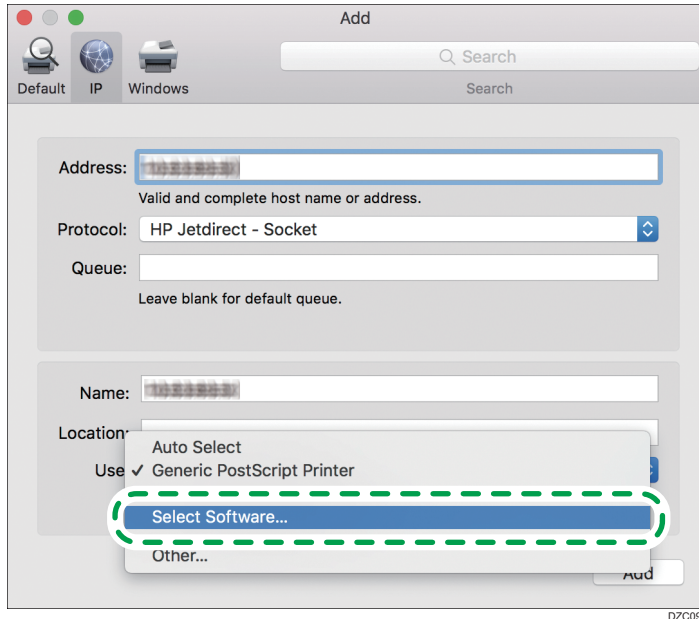 Add
Search
Default IP Windows Search
Address:
Valid and complete host name or address.
Protocol: HP Jetdirect - Socket
Queue:
Leave blank for default queue.
Name:
Location:
Auto Select
Use ✓ Generic PostScript Printer
Select Software...
Other...
Add